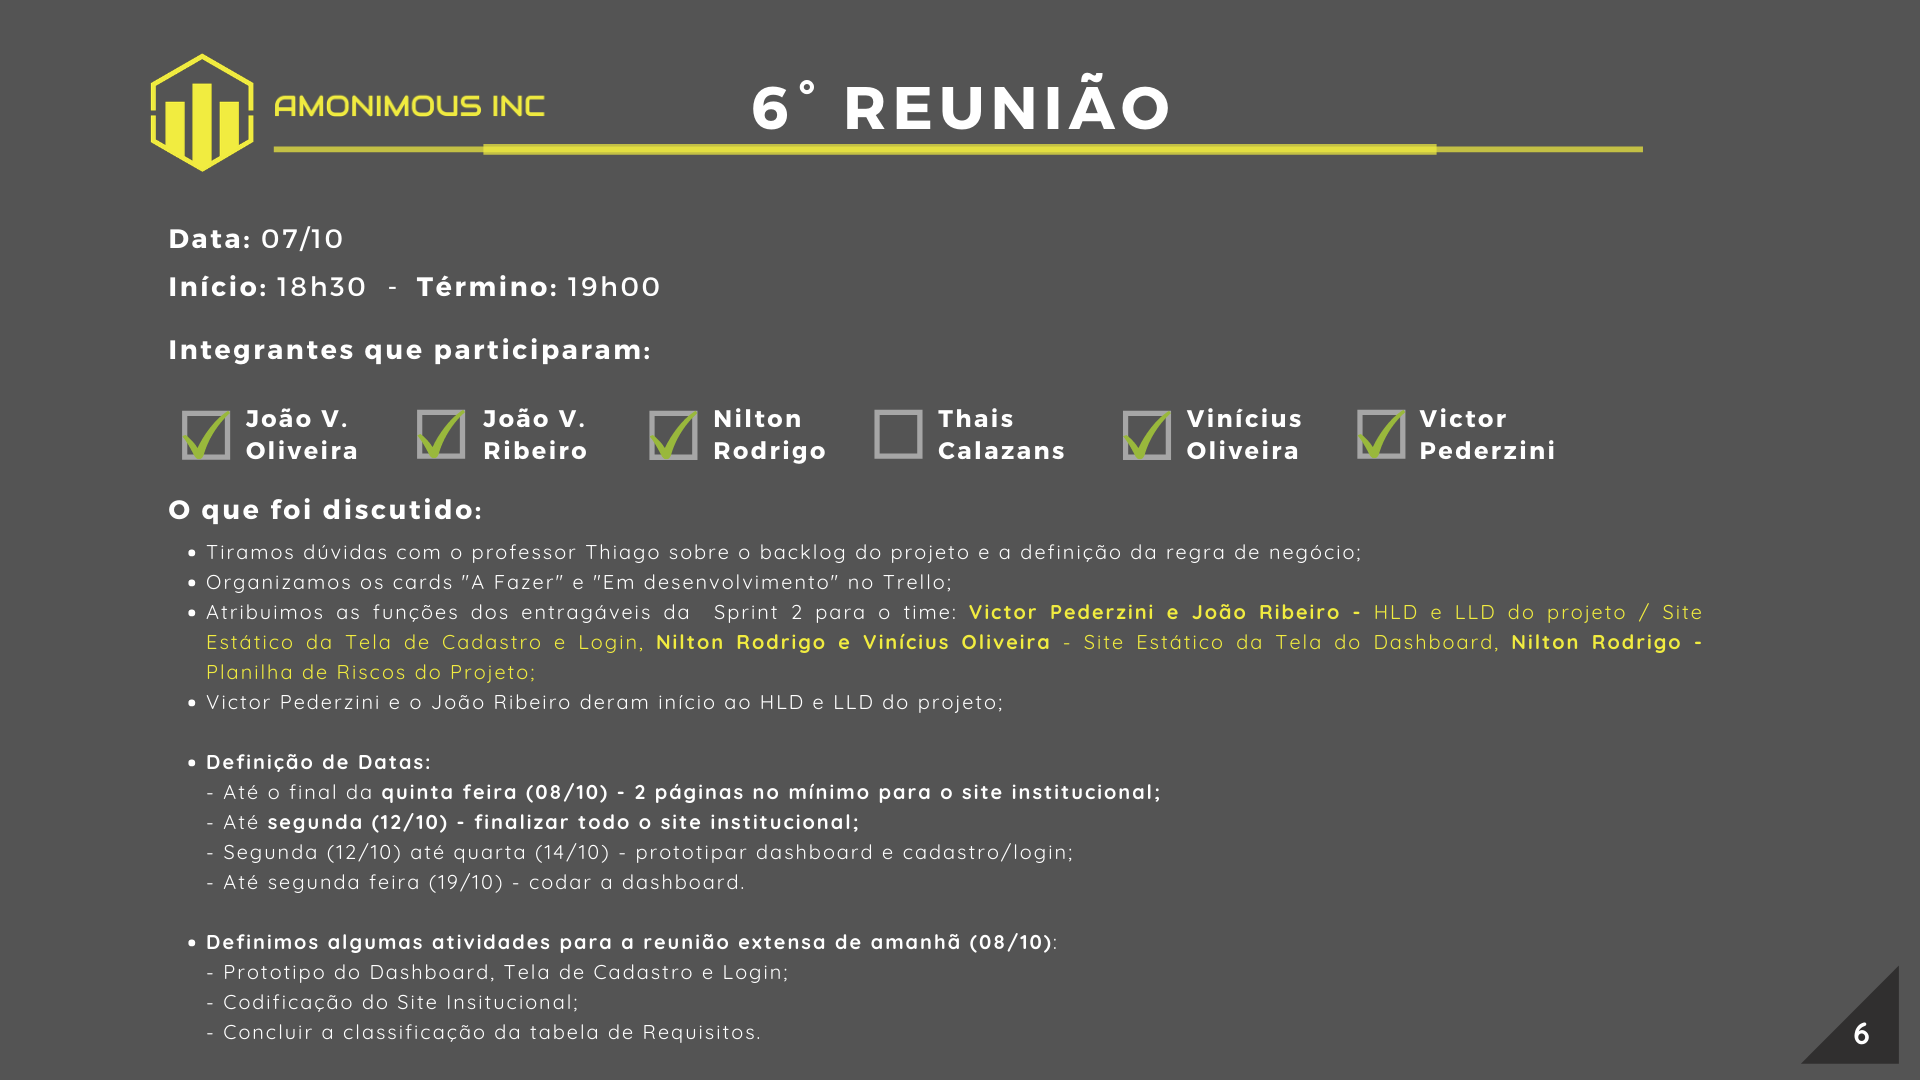 AMONIMOUS INC
6° REUNIÃO
Data: 07/10
Início: 18h30 - Término: 19h00
Integrantes que participaram:
João V.
Oliveira
João V.
Ribeiro
Nilton
Rodrigo
Thais
Calazans
Vinícius
Oliveira
Victor
Pederzini
O que foi discutido:
• Tiramos dúvidas com o professor Thiago sobre o backlog do projeto e a definição da regra de negócio;
• Organizamos os cards "A Fazer" e "Em desenvolvimento" no Trello;
• Atribuimos as funções dos entragáveis da Sprint 2 para o time: Victor Pederzini e João Ribeiro - HLD e LLD do projeto / Site
Estático da Tela de Cadastro e Login, Nilton Rodrigo e Vinícius Oliveira - Site Estático da Tela do Dashboard, Nilton Rodrigo -
Planilha de Riscos do Projeto;
• Victor Pederzini e o João Ribeiro deram início ao HLD e LLD do projeto;
• Definição de Datas:
- Até o final da quinta feira (08/10) - 2 páginas no mínimo para o site institucional;
- Até segunda (12/10) - finalizar todo o site institucional;
- Segunda (12/10) até quarta (14/10) - prototipar dashboard e cadastro/login;
- Até segunda feira (19/10) - codar a dashboard.
• Definimos algumas atividades para a reunião extensa de amanhã (08/10):
- Prototipo do Dashboard, Tela de Cadastro e Login;
- Codificação do Site Insitucional;
- Concluir a classificação da tabela de Requisitos.
6